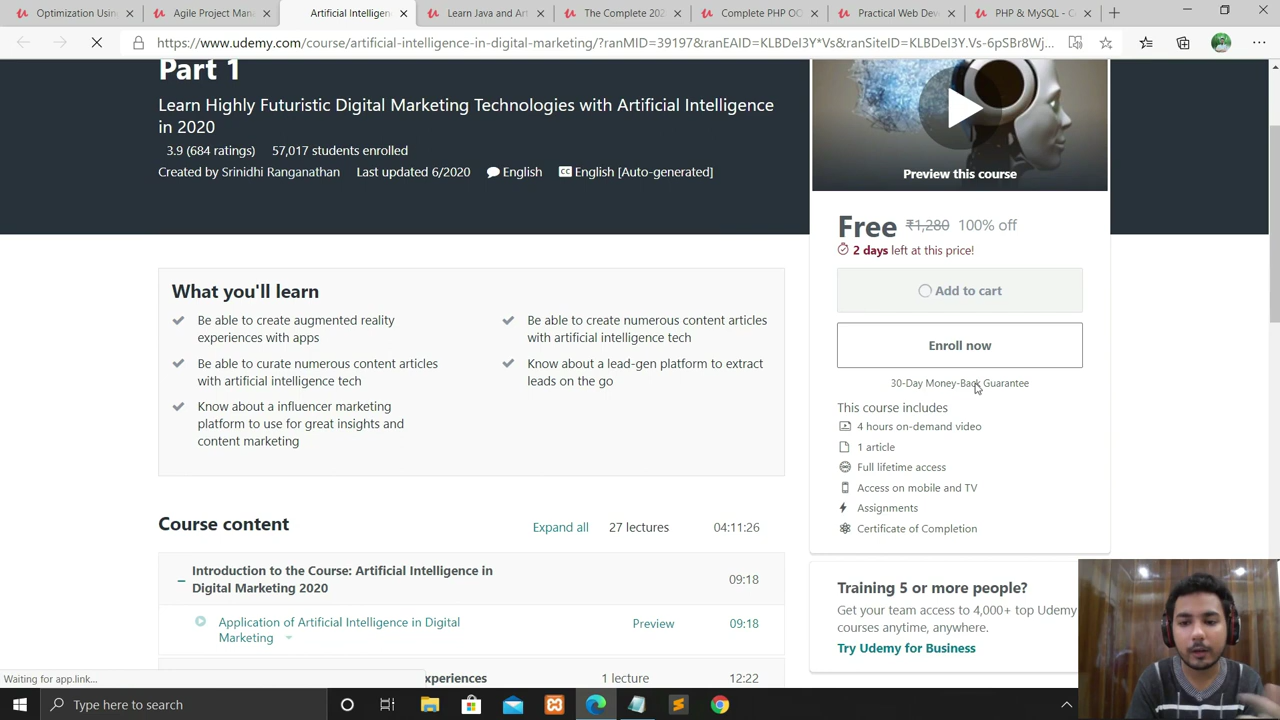 Optimization Usin
Agile Project Man
Artificial Intelligen
Learn Java and Art
The Complete 202
Complete PHP OO
Practical Web Dev
PHP & MySQL - C
https://www.udemy.com/course/artificial-intelligence-in-digital-marketing/?ranMID=39197&ranEAID=KLBDeI3Y*Vs&ranSiteID=KLBDeI3Y.Vs-6pSBr8Wj...
Part 1
Learn Highly Futuristic Digital Marketing Technologies with Artificial Intelligence
in 2020
3.9 (684 ratings) 57,017 students enrolled
Created by Srinidhi Ranganathan Last updated 6/2020 English CC English [Auto-generated]
Preview this course
Free ₹1,280 100% off
2 days left at this price!
Add to cart
Enroll now
30-Day Money-Back Guarantee
This course includes
4 hours on-demand video
1 article
Full lifetime access
Access on mobile and TV
Assignments
Certificate of Completion
Training 5 or more people?
Get your team access to 4,000+ top Udemy
courses anytime, anywhere.
Try Udemy for Business
What you'll learn
Be able to create augmented reality
experiences with apps
Be able to create numerous content articles
with artificial intelligence tech
Be able to curate numerous content articles
with artificial intelligence tech
Know about a lead-gen platform to extract
leads on the go
Know about a influencer marketing
platform to use for great insights and
content marketing
Course content Expand all 27 lectures 04:11:26
Introduction to the Course: Artificial Intelligence in
Digital Marketing 2020
09:18
Application of Artificial Intelligence in Digital
Marketing
Preview 09:18
xperiences 1 lecture 12:22
Waiting for app.link...
Type here to search